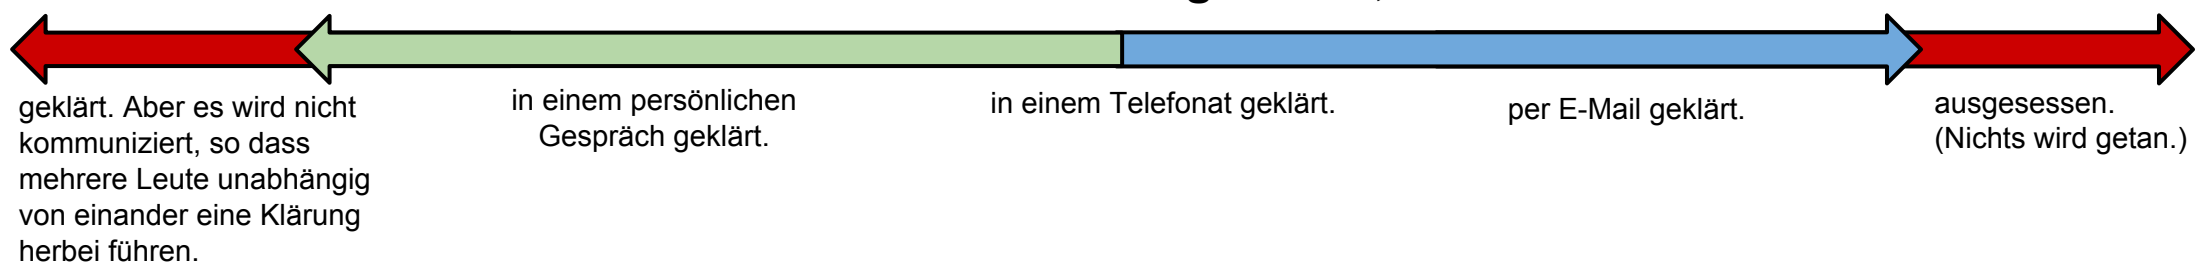 geklärt. Aber es wird nicht
kommuniziert, so dass
mehrere Leute unabhängig
von einander eine Klärung
herbei führen.
in einem persönlichen
Gespräch geklärt.
in einem Telefonat geklärt.
per E-Mail geklärt.
ausgesessen.
(Nichts wird getan.)